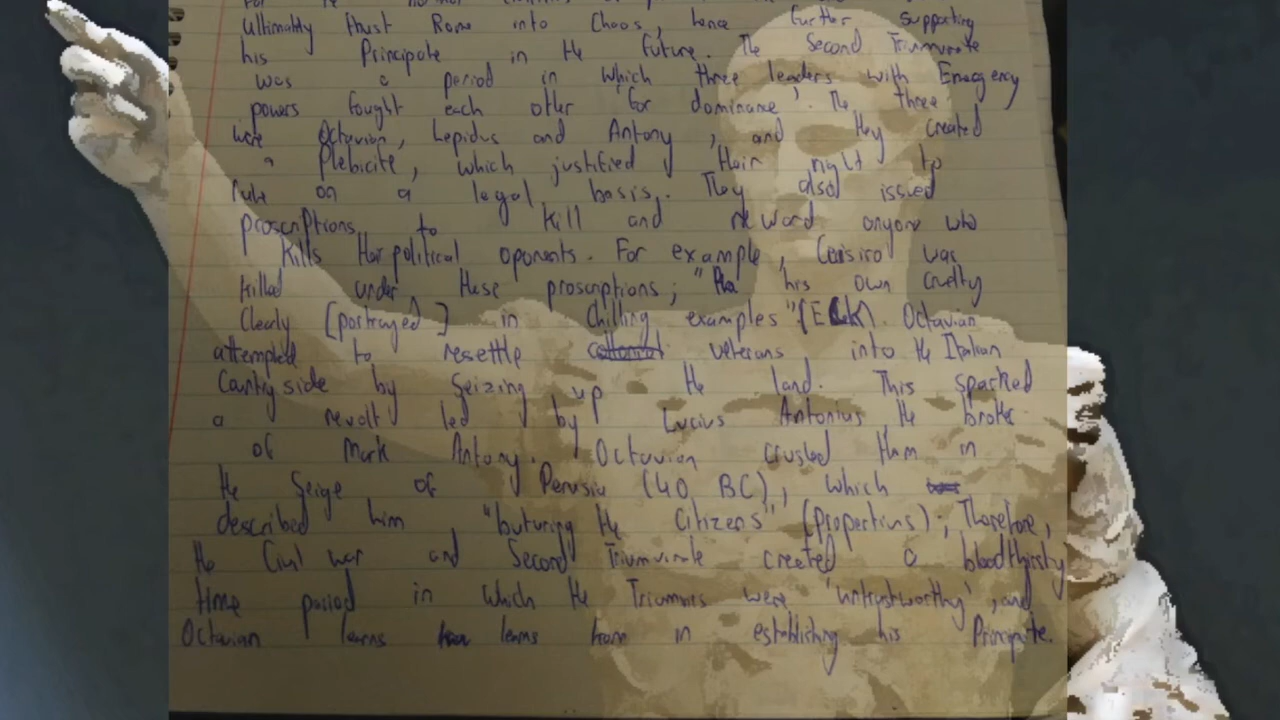 Ultimatly thust Rome into Chaos, hence further supporting
his Principate in the future. The Second Triumvirate
was a period in which three leaders with Emergency
powers fought each other for dominance'. The three
were Octavian, Lepidus and Antony, and they created
a Plebicite, which justified their right to
rule on a legal basis. They also issued
proscriptions to kill and reward anyone who
kills their political oponents. For example, was
killed under these proscriptions; " his own cruelty
clearly [portrayed] in chilling examples" (Eck). Octavian
attempted to resettle veterans into the Italian
Countryside by seizing up the land. This sparked
a revolt led by Lucius Antonius, the broter
of Mark Antony. Octavian crushed them in
the Seige of Perusia (40 BC), which
described him " the Citizens" (Propertius); Therefore,
the Civil war and Second Triumvirate created a bloodthirsty
time period in which the Triumvirs were 'untrustworthy', and
Octavian learns learns from in establishing his Principate.